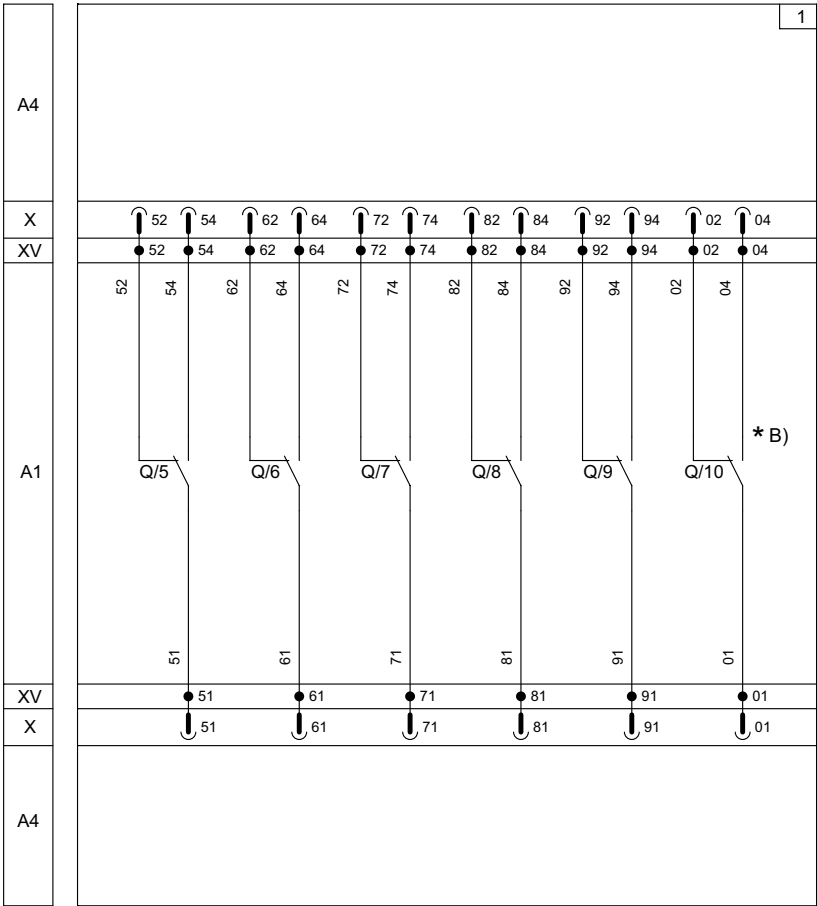 1
A4
X 52 54 62 64 72 74 82 84 92 94 02 04
XV 52 54 62 64 72 74 82 84 92 94 02 04
52 54 62 64 72 74 82 84 92 94 02 04
* B)
A1 Q/5 Q/6 Q/7 Q/8 Q/9 Q/10
51 61 71 81 91 01
XV 51 61 71 81 91 01
X 51 61 71 81 91 01
A4